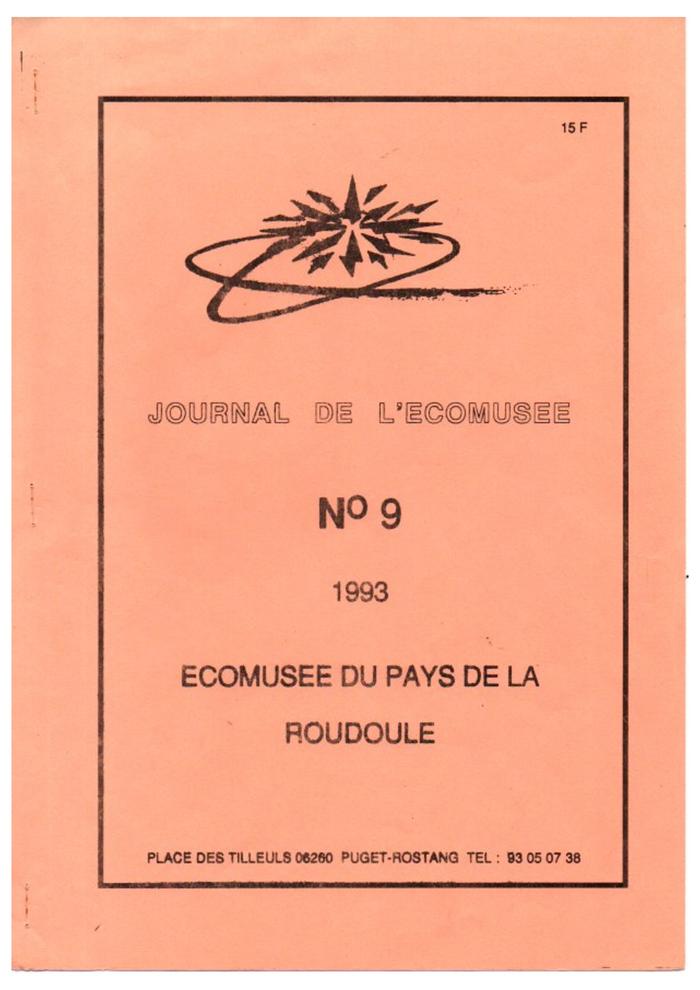 15 F
JOURNAL DE L'ECOMUSEE
Nº 9
1993
ECOMUSEE DU PAYS DE LA
ROUDOULE
PLACE DES TILLEULS 06260 PUGET-ROSTANG TEL : 93 05 07 38